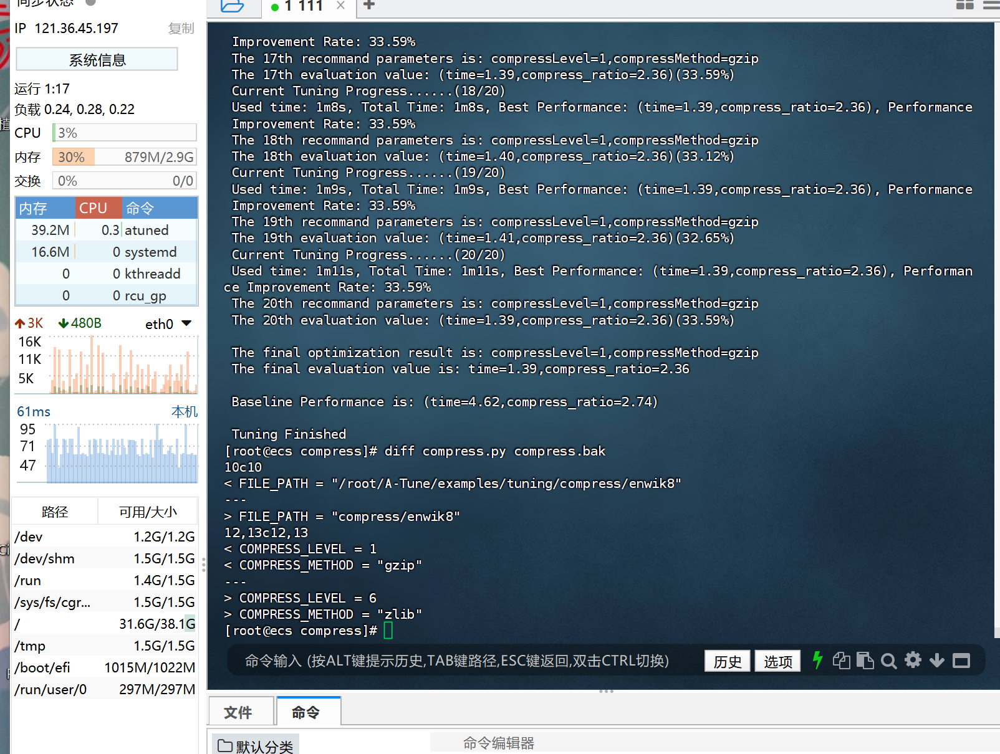 同步状态
IP 121.36.45.197 复制
系统信息
运行 1:17
负载 0.24, 0.28, 0.22
CPU 3%
内存 30% 879M/2.9G
交换 0% 0/0
内存 CPU 命令
39.2M 0.3 atuned
16.6M 0 systemd
0 0 kthreadd
0 0 rcu_gp
3K 480B eth0
16K
11K
5K
61ms 本机
95
71
47
路径 可用/大小
/dev 1.2G/1.2G
/dev/shm 1.5G/1.5G
/run 1.4G/1.5G
/sys/fs/cgr... 1.5G/1.5G
/ 31.6G/38.1G
/tmp 1.5G/1.5G
/boot/efi 1015M/1022M
/run/user/0 297M/297M
1 111 × +
Improvement Rate: 33.59%
The 17th recommand parameters is: compressLevel=1,compressMethod=gzip
The 17th evaluation value: (time=1.39,compress_ratio=2.36)(33.59%)
Current Tuning Progress......(18/20)
Used time: 1m8s, Total Time: 1m8s, Best Performance: (time=1.39,compress_ratio=2.36), Performance
Improvement Rate: 33.59%
The 18th recommand parameters is: compressLevel=1,compressMethod=gzip
The 18th evaluation value: (time=1.40,compress_ratio=2.36)(33.12%)
Current Tuning Progress......(19/20)
Used time: 1m9s, Total Time: 1m9s, Best Performance: (time=1.39,compress_ratio=2.36), Performance
Improvement Rate: 33.59%
The 19th recommand parameters is: compressLevel=1,compressMethod=gzip
The 19th evaluation value: (time=1.41,compress_ratio=2.36)(32.65%)
Current Tuning Progress......(20/20)
Used time: 1m11s, Total Time: 1m11s, Best Performance: (time=1.39,compress_ratio=2.36), Performan
ce Improvement Rate: 33.59%
The 20th recommand parameters is: compressLevel=1,compressMethod=gzip
The 20th evaluation value: (time=1.39,compress_ratio=2.36)(33.59%)
The final optimization result is: compressLevel=1,compressMethod=gzip
The final evaluation value is: time=1.39,compress_ratio=2.36
Baseline Performance is: (time=4.62,compress_ratio=2.74)
Tuning Finished
[root@ecs compress]# diff compress.py compress.bak
10c10
< FILE_PATH = "/root/A-Tune/examples/tuning/compress/enwik8"
---
> FILE_PATH = "compress/enwik8"
12,13c12,13
< COMPRESS_LEVEL = 1
< COMPRESS_METHOD = "gzip"
---
> COMPRESS_LEVEL = 6
> COMPRESS_METHOD = "zlib"
[root@ecs compress]#
命令输入 (按ALT键提示历史,TAB键路径,ESC键返回,双击CTRL切换) 历史 选项
文件 命令
默认分类 命令编辑器